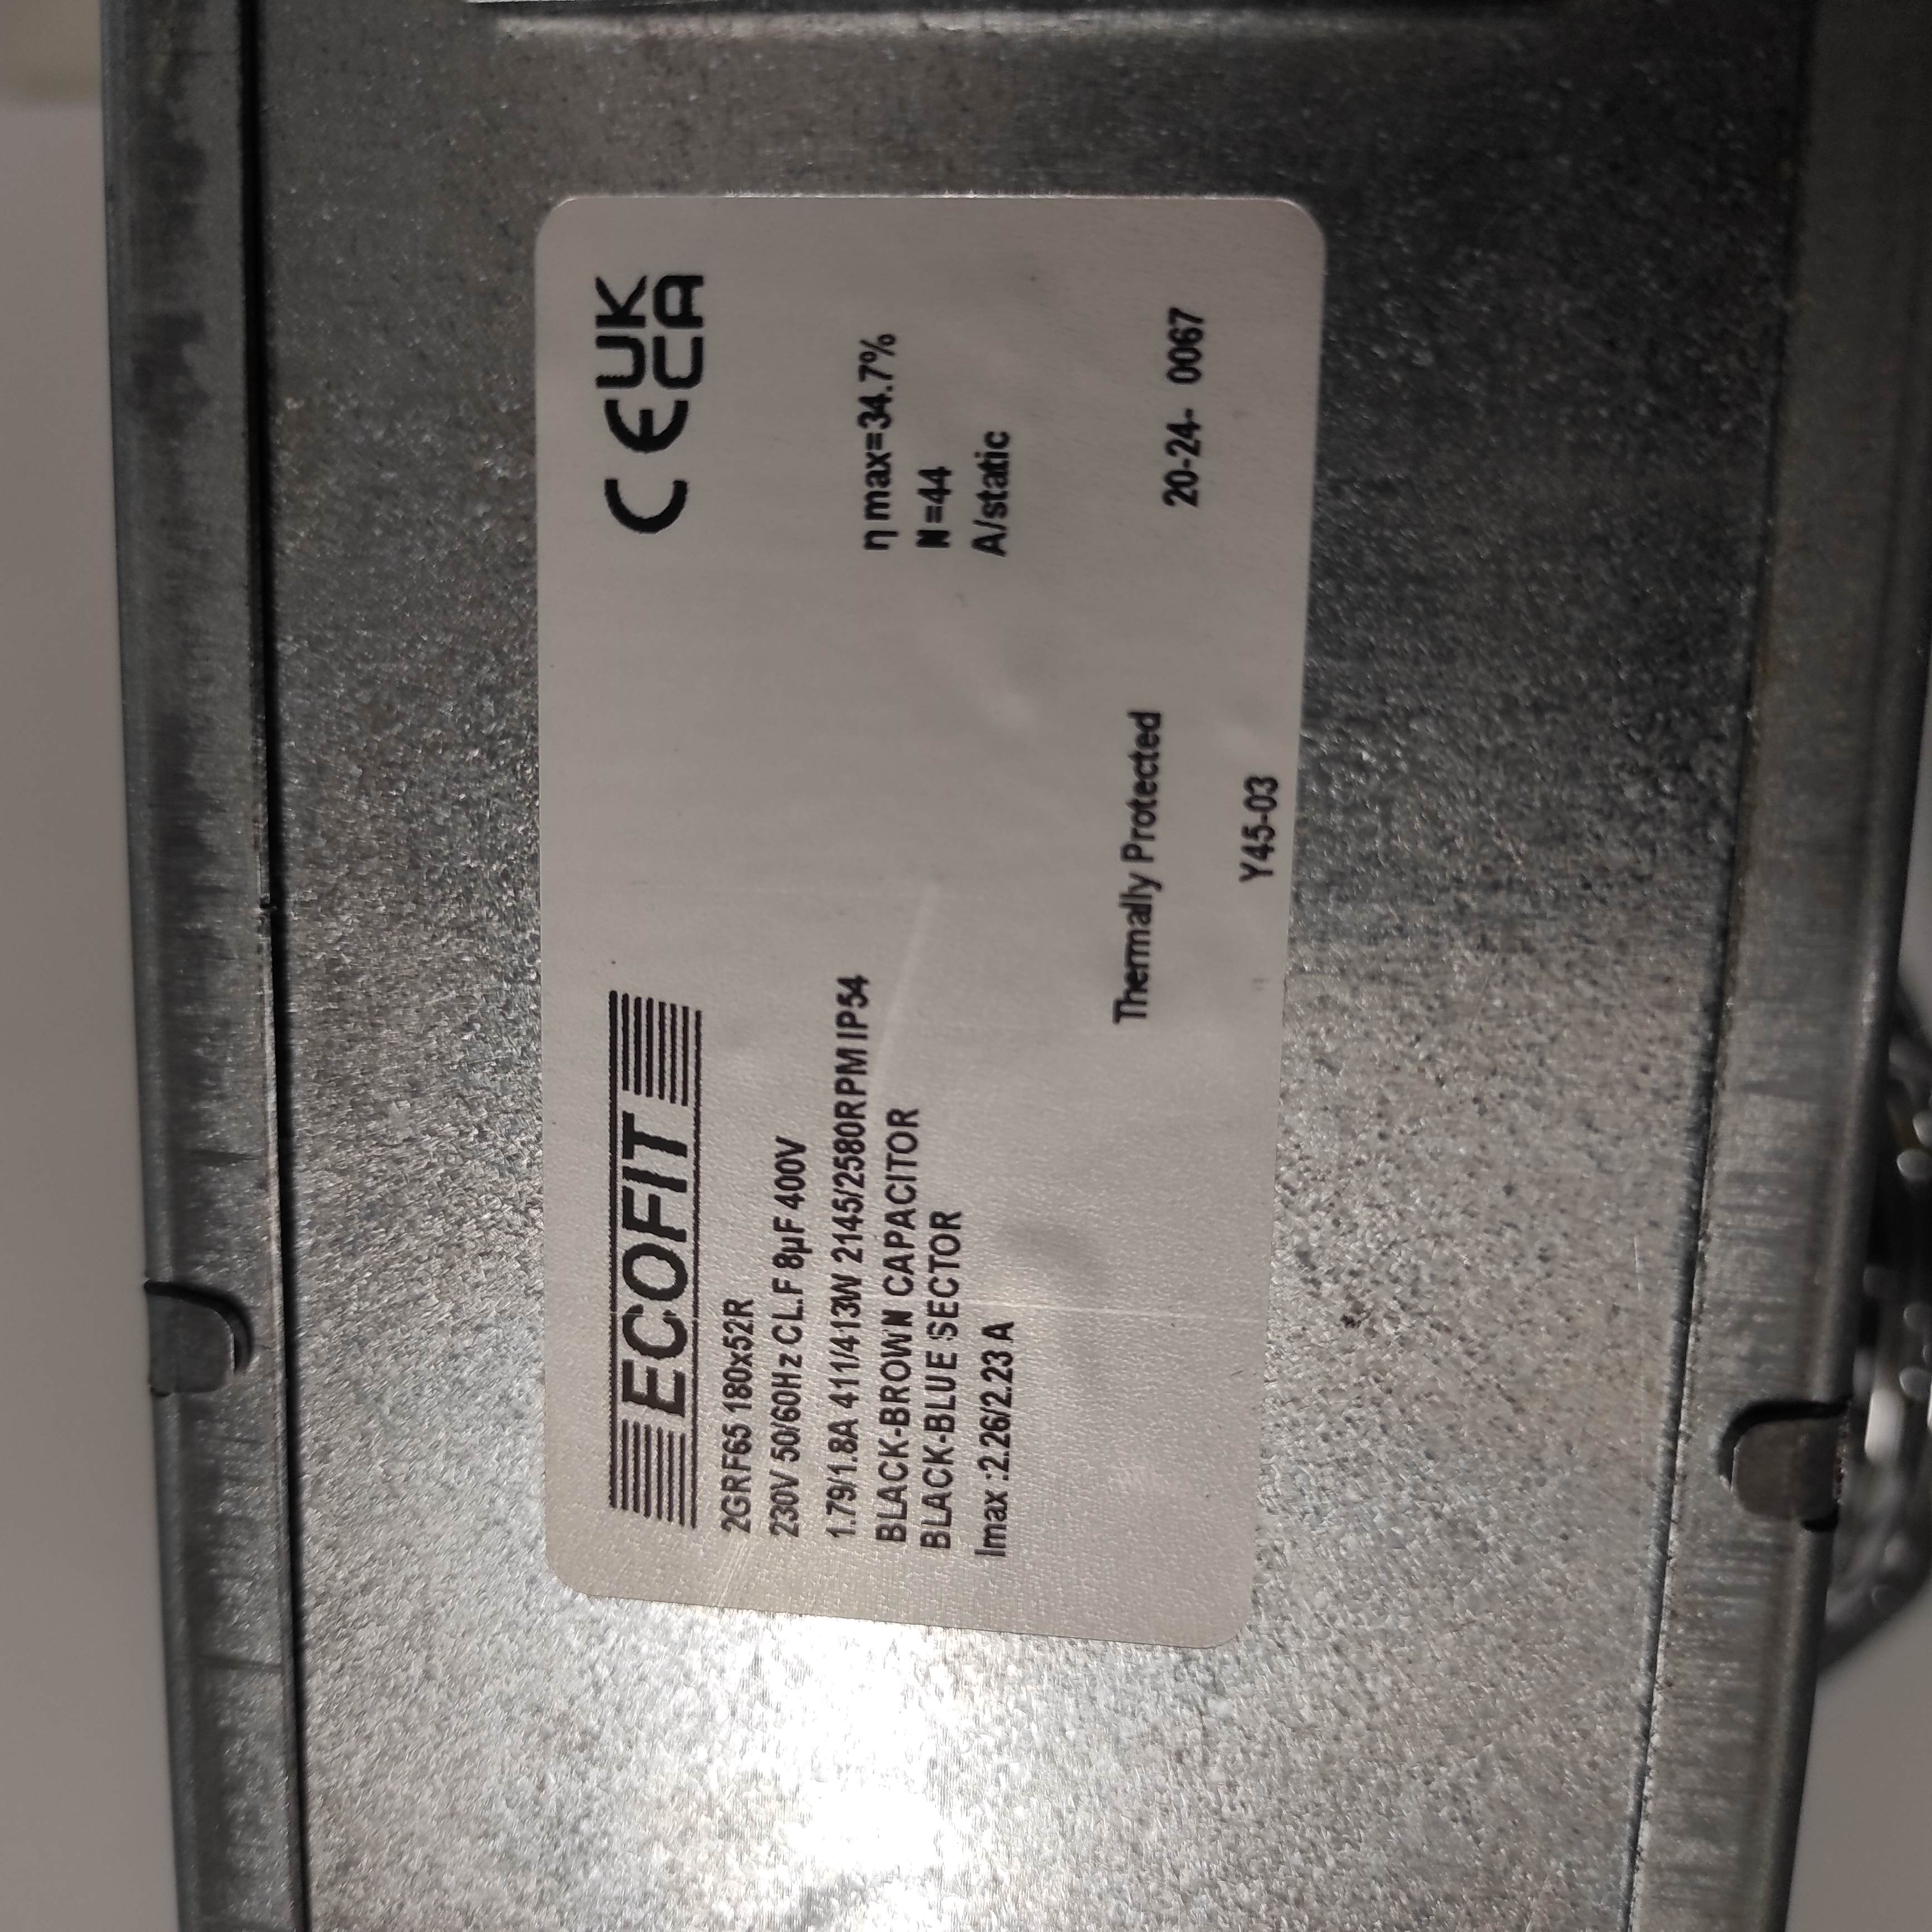 ECOFIT
CE UK CA
2GRF65 180x52R
230V 50/60Hz CL.F 8µF 400V
1.79/1.8A 411/413W 2145/2580RPM IP54
BLACK-BROWN CAPACITOR
BLACK-BLUE SECTOR
Imax :2.26/2.23 A
η max=34.7%
N=44
A/static
Thermally Protected
20-24- 0067
Y45-03